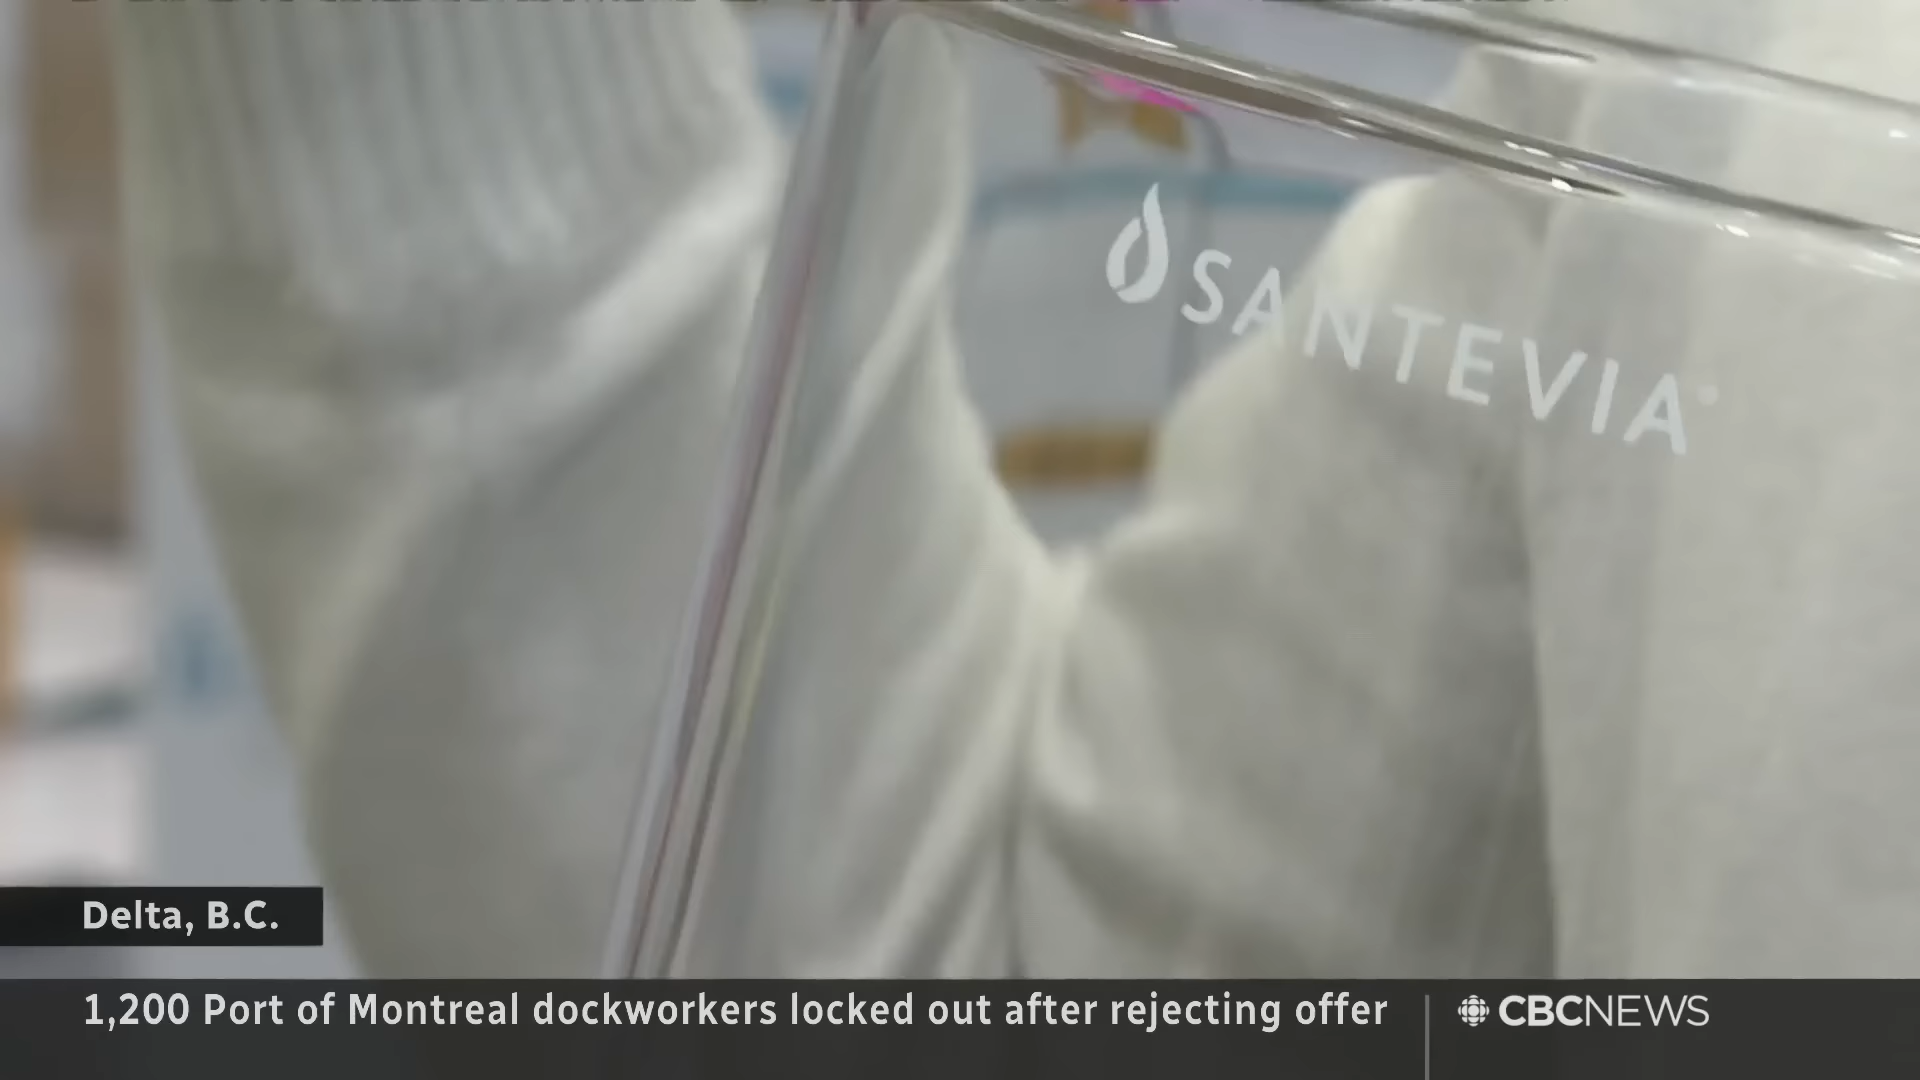 SANTEVIA
Delta, B.C.
1,200 Port of Montreal dockworkers locked out after rejecting offer
CBCNEWS